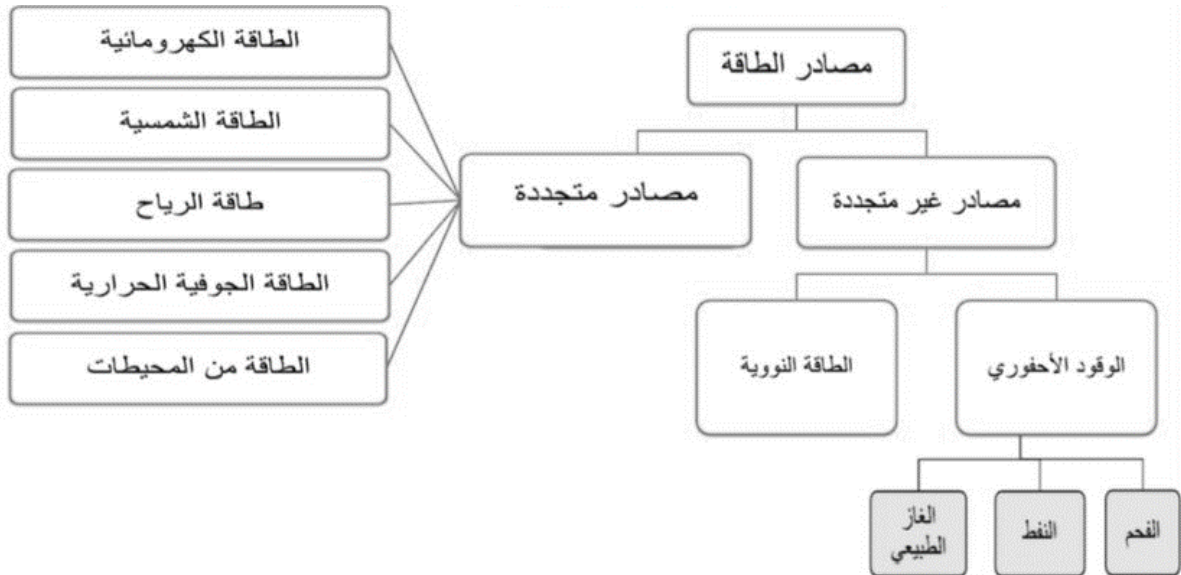 مصادر الطاقة
مصادر غير متجددة
مصادر متجددة
الوقود الأحفوري
الطاقة النووية
الفحم
النفط
الغاز
الطبيعي
الطاقة الكهرومائية
الطاقة الشمسية
طاقة الرياح
الطاقة الجوفية الحرارية
الطاقة من المحيطات